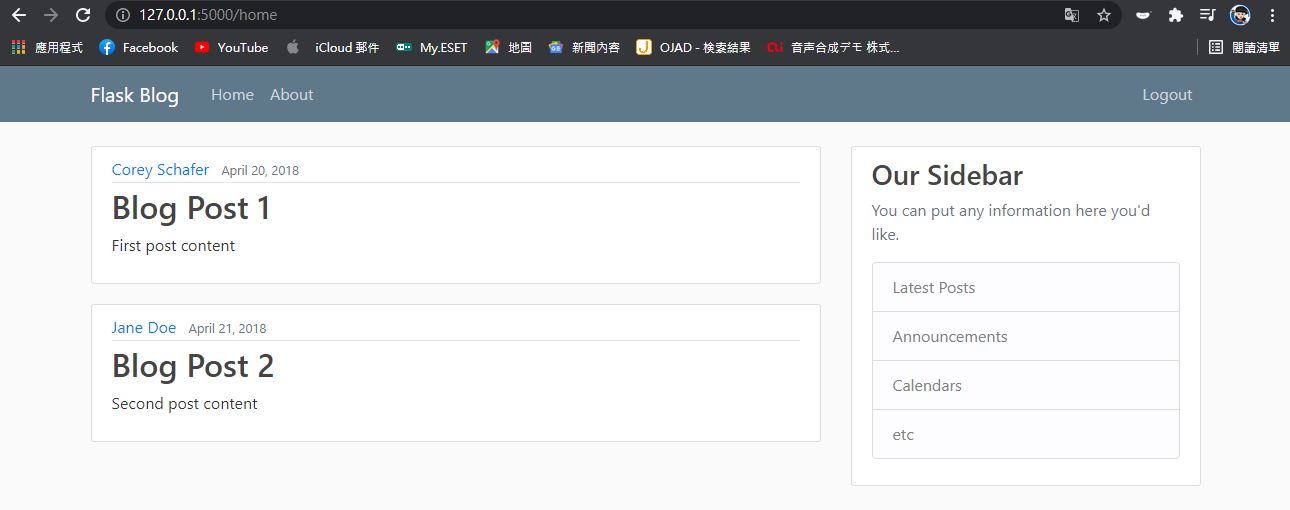 127.0.0.1:5000/home
應用程式 Facebook YouTube iCloud 郵件 My.ESET 地圖 新聞內容 OJAD - 検索結果 音声合成デモ 株式... 閱讀清單
Flask Blog Home About Logout
Corey Schafer April 20, 2018
Blog Post 1
First post content
Jane Doe April 21, 2018
Blog Post 2
Second post content
Our Sidebar
You can put any information here you'd
like.
Latest Posts
Announcements
Calendars
etc